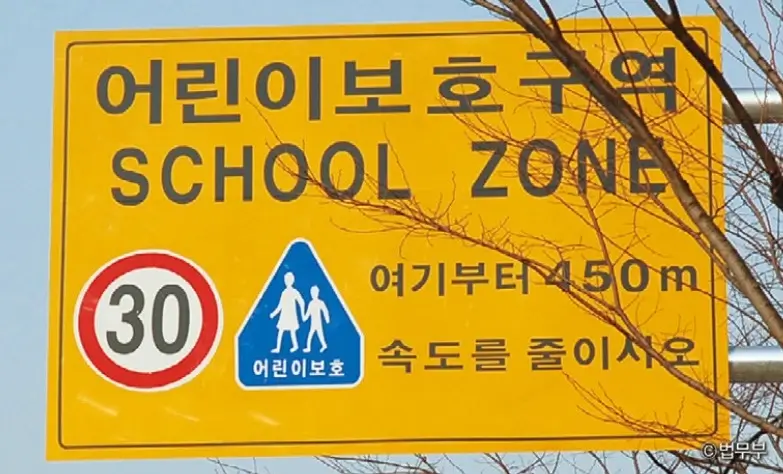 어린이보호구역
SCHOOL ZONE
30
어린이보호
여기부터 450m
속도를 줄이시오
© 법무부